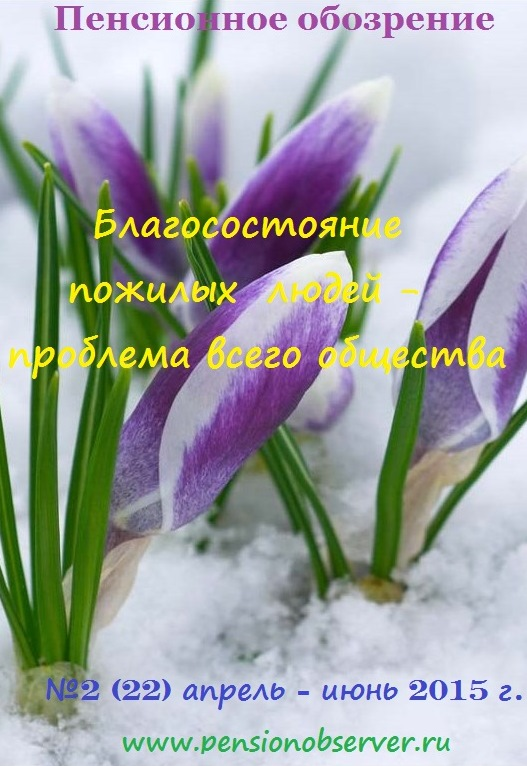 Пенсионное обозрение
Благосостояние
пожилых людей -
проблема всего общества
№2 (22) апрель - июнь 2015 г.
www.pensionobserver.ru